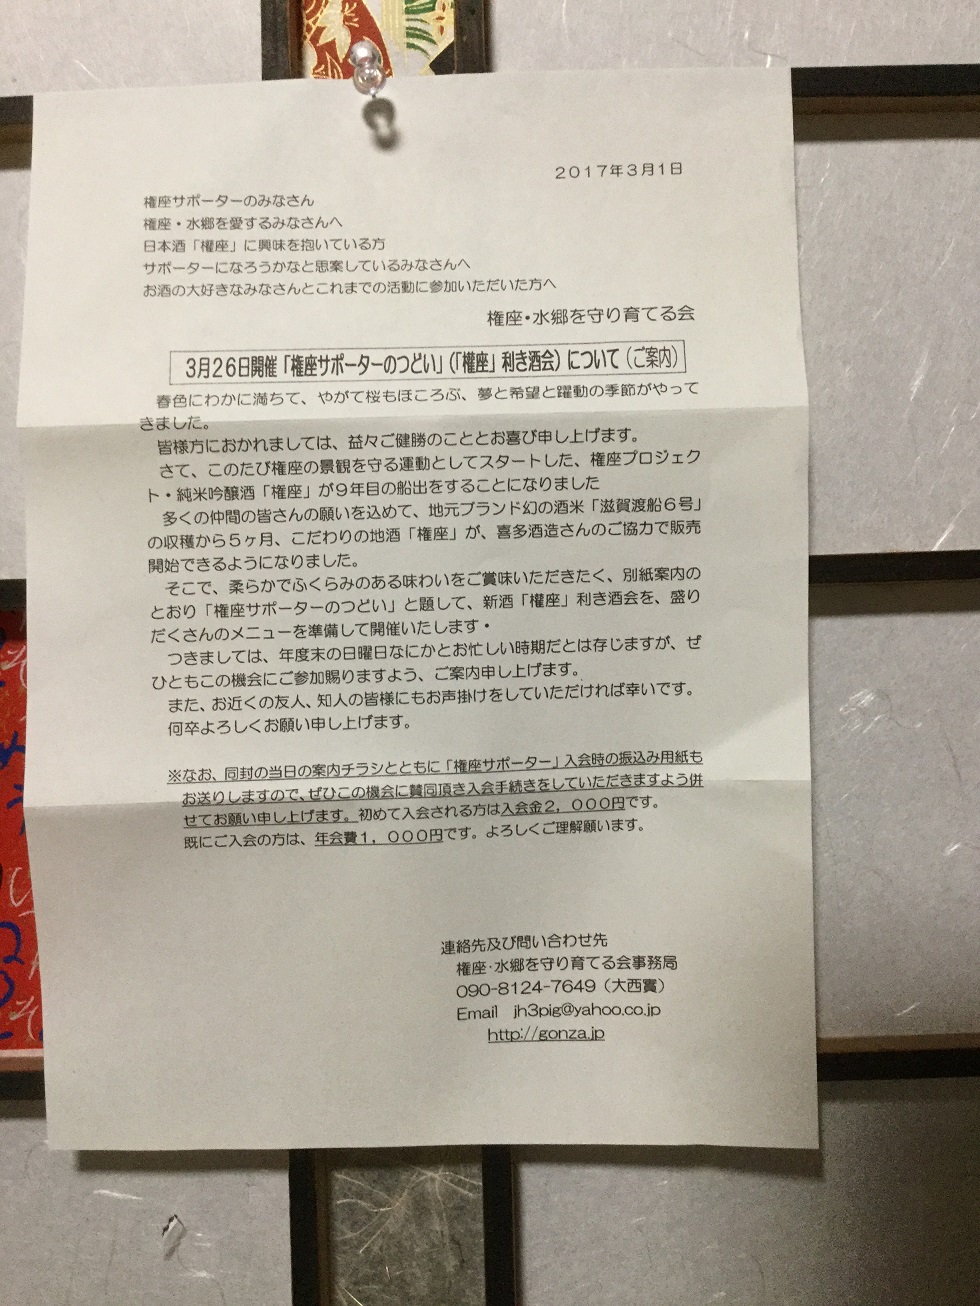 2017年3月1日
権座サポーターのみなさん
権座・水郷を愛するみなさんへ
日本酒「權座」に興味を抱いている方
サポーターになろうかなと思案しているみなさんへ
お酒の大好きなみなさんとこれまでの活動に参加いただいた方へ
権座・水郷を守り育てる会
3月26日開催「権座サポーターのつどい」(「權座」利き酒会)について(ご案内)
春色にわかに満ちて、やがて桜もほころぶ、夢と希望と躍動の季節がやって
きました。
皆様方におかれましては、益々ご健勝のこととお喜び申し上げます。
さて、このたび権座の景観を守る運動としてスタートした、権座プロジェク
ト・純米吟醸酒「權座」が9年目の船出をすることになりました
多くの仲間の皆さんの願いを込めて、地元ブランド幻の酒米「滋賀渡船6号」
の収穫から5ヶ月、こだわりの地酒「權座」が、喜多酒造さんのご協力で販売
開始できるようになりました。
そこで、柔らかでふくらみのある味わいをご賞味いただきたく、別紙案内の
とおり「権座サポーターのつどい」と題して、新酒「權座」利き酒会を、盛り
だくさんのメニューを準備して開催いたします・
つきましては、年度末の日曜日なにかとお忙しい時期だとは存じますが、ぜ
ひともこの機会にご参加賜りますよう、ご案内申し上げます。
また、お近くの友人、知人の皆様にもお声掛けをしていただければ幸いです。
何卒よろしくお願い申し上げます。
※なお、同封の当日の案内チラシとともに「権座サポーター」入会時の振込み用紙も
お送りしますので、ぜひこの機会に賛同頂き入会手続きをしていただきますよう併
せてお願い申し上げます。初めて入会される方は入会金2,000円です。
既にご入会の方は、年会費1,000円です。よろしくご理解願います。
連絡先及び問い合わせ先
権座・水郷を守り育てる会事務局
090-8124-7649(大西實)
Email jh3pig@yahoo.co.jp
http://gonza.jp